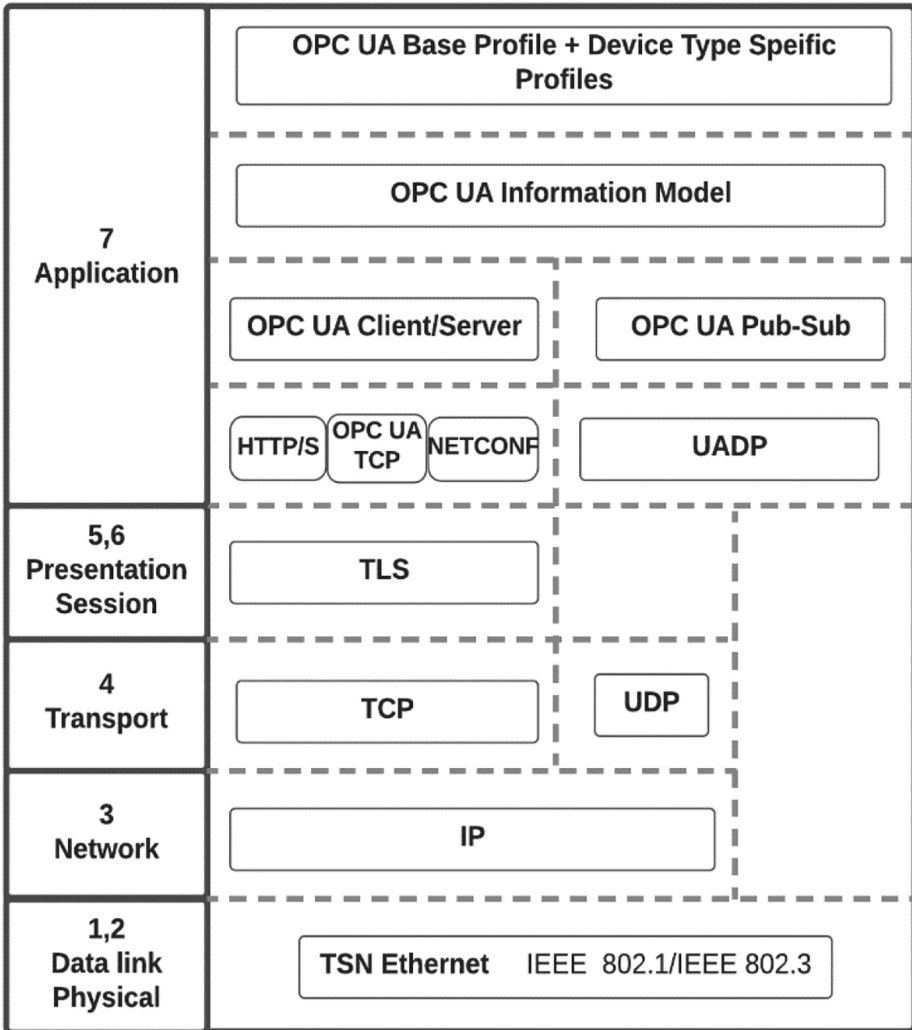 OPC UA Base Profile + Device Type Speific
Profiles
OPC UA Information Model
7
Application
OPC UA Client/Server
OPC UA Pub-Sub
HTTP/S
OPC UA
TCP
NETCONF
UADP
5,6
Presentation
Session
TLS
4
Transport
TCP
UDP
3
Network
IP
1,2
Data link
Physical
TSN Ethernet IEEE 802.1/IEEE 802.3